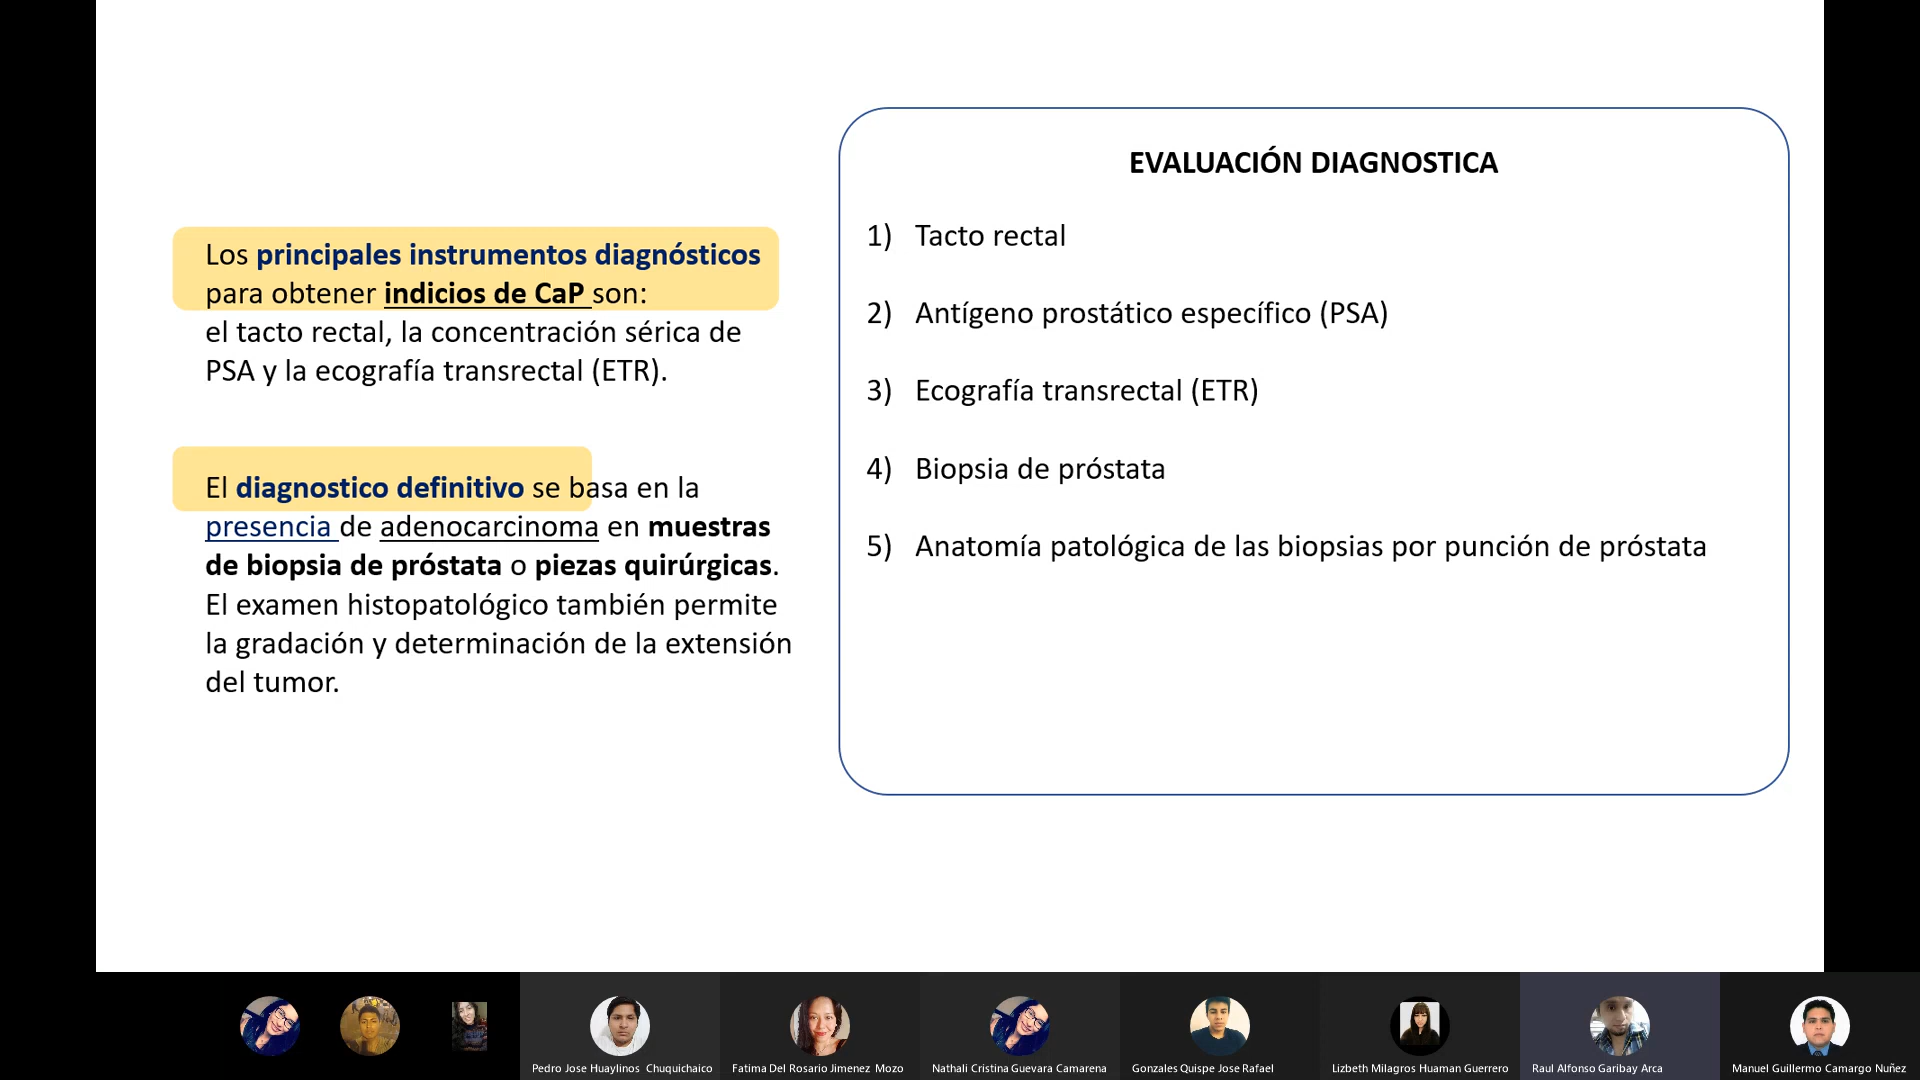 Los principales instrumentos diagnósticos
para obtener indicios de CaP son:
el tacto rectal, la concentración sérica de
PSA y la ecografía transrectal (ETR).
El diagnostico definitivo se basa en la
presencia de adenocarcinoma en muestras
de biopsia de próstata o piezas quirúrgicas.
El examen histopatológico también permite
la gradación y determinación de la extensión
del tumor.
EVALUACIÓN DIAGNOSTICA
1) Tacto rectal
2) Antígeno prostático específico (PSA)
3) Ecografía transrectal (ETR)
4) Biopsia de próstata
5) Anatomía patológica de las biopsias por punción de próstata
Pedro Jose Huaylinos Chuquichaico
Fatima Del Rosario Jimenez Mozo
Nathali Cristina Guevara Camarena
Gonzales Quispe Jose Rafael
Lizbeth Milagros Huaman Guerrero
Raul Alfonso Garibay Arca
Manuel Guillermo Camargo Nuñez